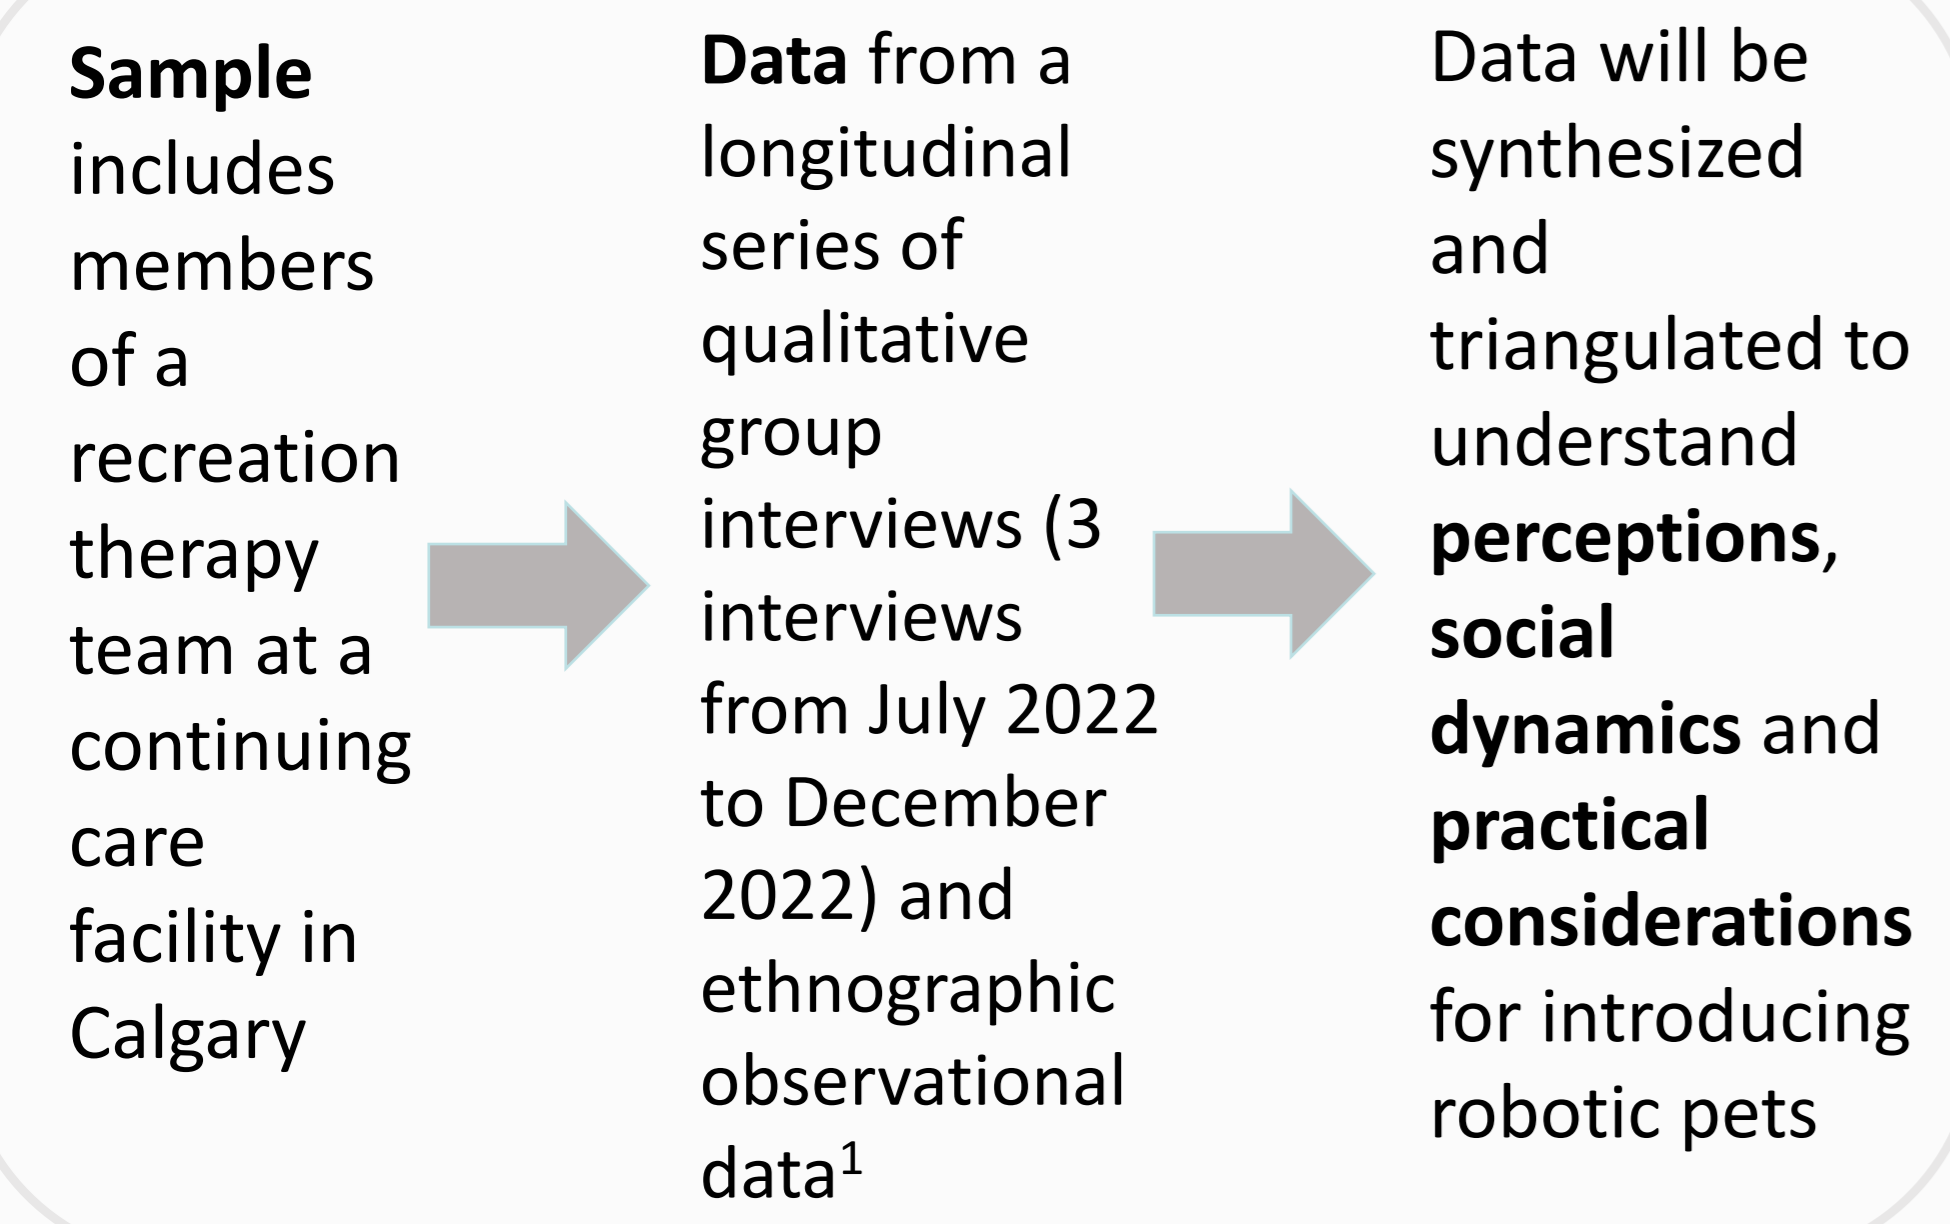 Sample
includes
members
of a
recreation
therapy
team at a
continuing
care
facility in
Calgary
Data from a
longitudinal
series of
qualitative
group
interviews (3
interviews
from July 2022
to December
2022) and
ethnographic
observational
data¹
Data will be
synthesized
and
triangulated to
understand
perceptions,
social
dynamics and
practical
considerations
for introducing
robotic pets